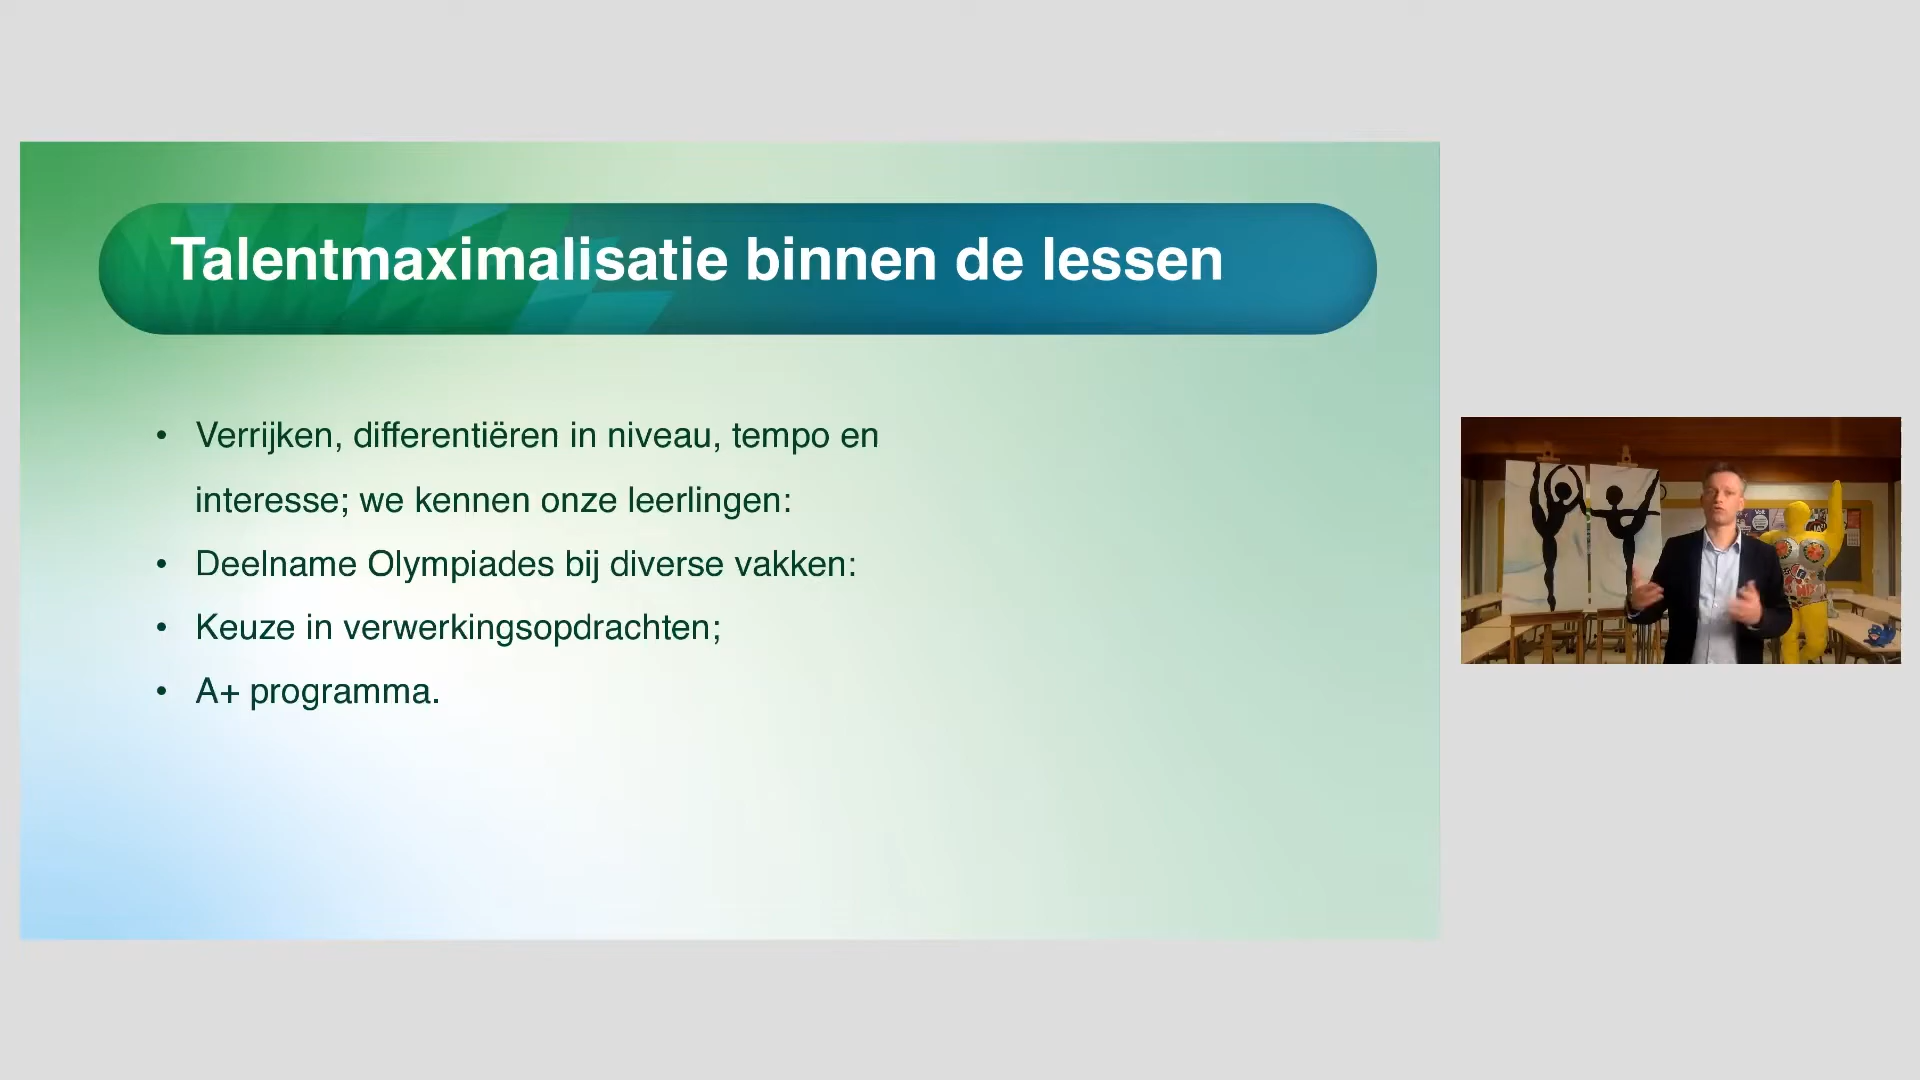 Talentmaximalisatie binnen de lessen
• Verrijken, differentiëren in niveau, tempo en
interesse; we kennen onze leerlingen:
• Deelname Olympiades bij diverse vakken:
• Keuze in verwerkingsopdrachten;
• A+ programma.